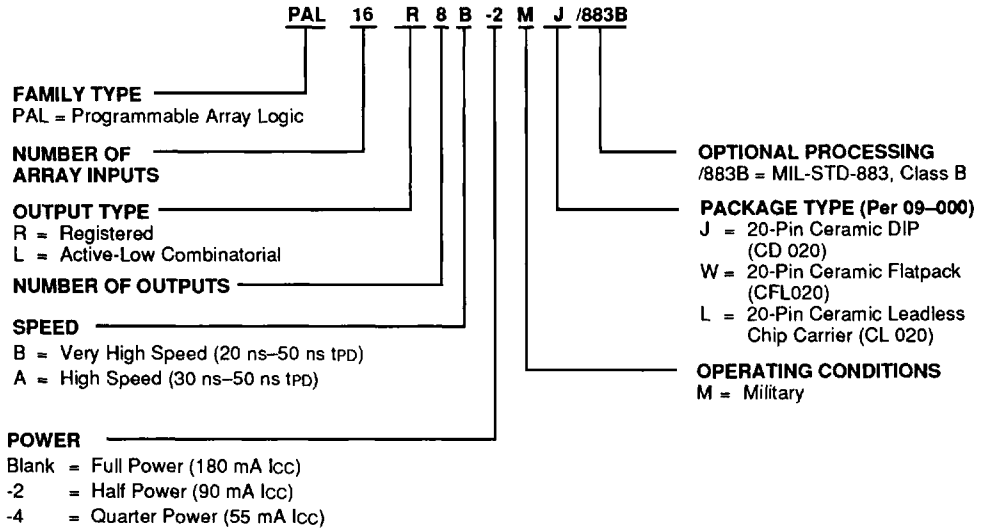 PAL 16 R 8 B -2 M J /883B
FAMILY TYPE
PAL = Programmable Array Logic
NUMBER OF
ARRAY INPUTS
OUTPUT TYPE
R = Registered
L = Active-Low Combinatorial
NUMBER OF OUTPUTS
SPEED
B = Very High Speed (20 ns–50 ns tPD)
A = High Speed (30 ns–50 ns tPD)
POWER
Blank = Full Power (180 mA ICC)
-2 = Half Power (90 mA ICC)
-4 = Quarter Power (55 mA ICC)
OPTIONAL PROCESSING
/883B = MIL-STD-883, Class B
PACKAGE TYPE (Per 09–000)
J = 20-Pin Ceramic DIP
(CD 020)
W = 20-Pin Ceramic Flatpack
(CFL020)
L = 20-Pin Ceramic Leadless
Chip Carrier (CL 020)
OPERATING CONDITIONS
M = Military